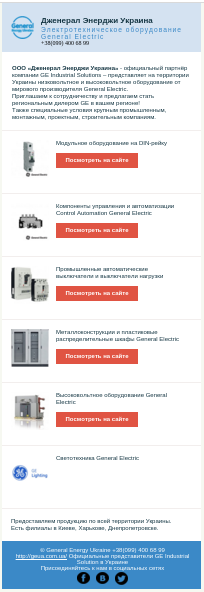 General Energy
Дженерал Энерджи Украина
Электротехническое оборудование
General Electric
+38(099) 400 68 99
ООО «Дженерал Энерджи Украина» - официальный партнёр
компании GE Industrial Solutions – представляет на территории
Украины низковольтное и высоковольтное оборудование от
мирового производителя General Electric.
Приглашаем к сотрудничеству и предлагаем стать
региональным дилером GE в вашем регионе!
Также специальные условия крупным промышленным,
монтажным, проектным, строительным компаниям.
Модульное оборудование на DIN-рейку
Посмотреть на сайте
Компоненты управления и автоматизации
Control Automation General Electric
Посмотреть на сайте
Промышленные автоматические
выключатели и выключатели нагрузки
Посмотреть на сайте
Металлоконструкции и пластиковые
распределительные шкафы General Electric
Посмотреть на сайте
Высоковольтное оборудование General
Electric
Посмотреть на сайте
Светотехника General Electric
GE
Lighting
Предоставляем продукцию по всей территории Украины.
Есть филиалы в Киеве, Харькове, Днепропетровске.
© General Energy Ukraine +38(099) 400 68 99
http://geua.com.ua/ Официальные представители GE Industrial
Solution в Украине
Присоединяйтесь к нам в социальных сетях